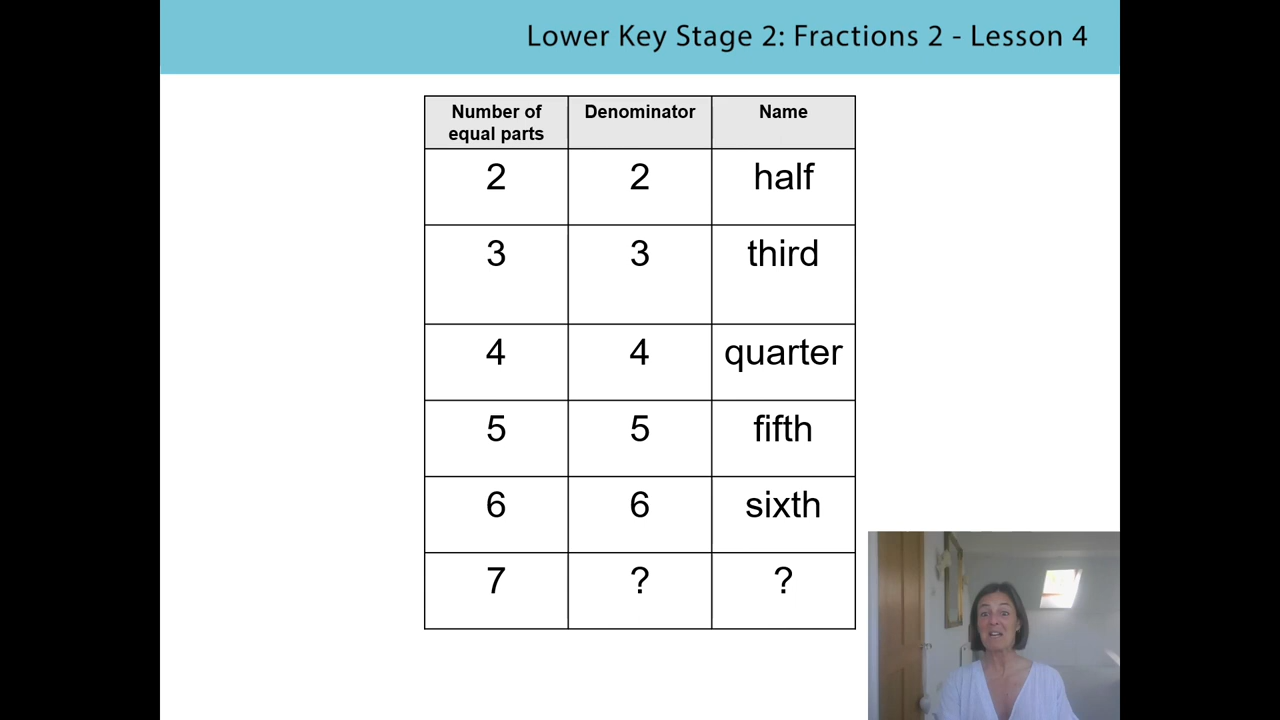 Lower Key Stage 2: Fractions 2 - Lesson 4
Number of equal parts Denominator Name
2 2 half
3 3 third
4 4 quarter
5 5 fifth
6 6 sixth
7 ? ?